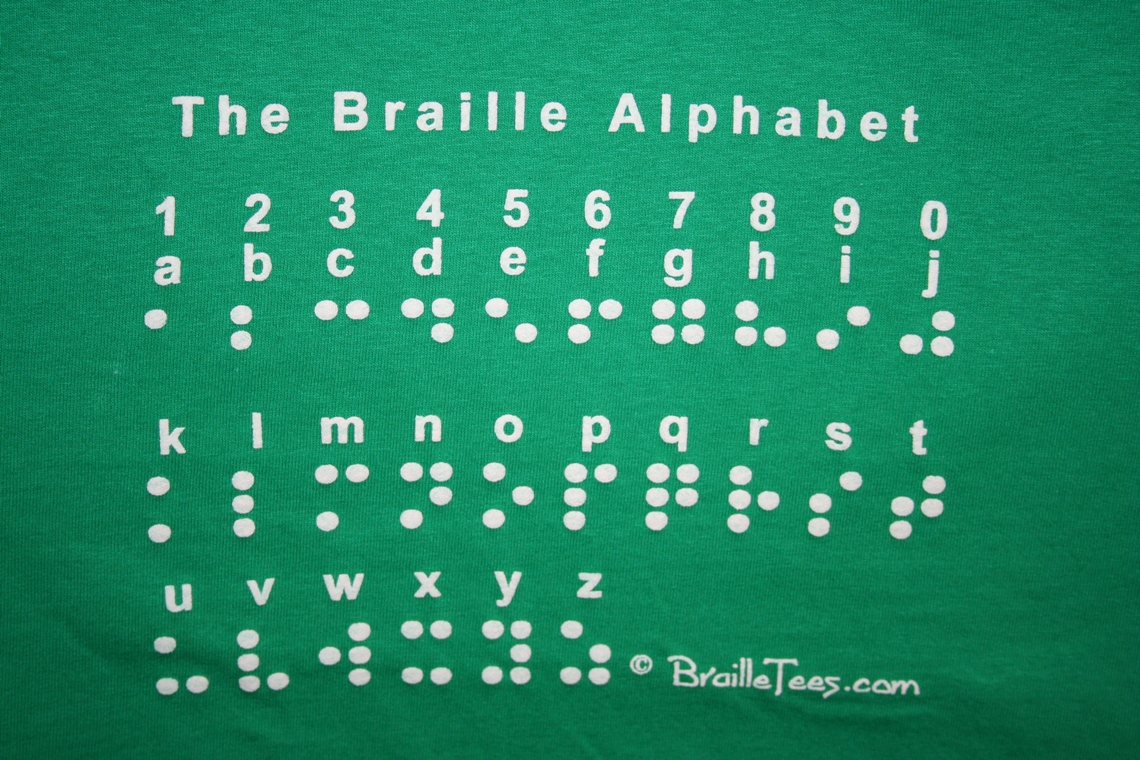 The Braille Alphabet
1 2 3 4 5 6 7 8 9 0
a b c d e f g h i j
⠁ ⠃ ⠉ ⠙ ⠑ ⠋ ⠛ ⠓ ⠊ ⠚
k l m n o p q r s t
⠅ ⠇ ⠍ ⠝ ⠕ ⠏ ⠟ ⠗ ⠎ ⠞
u v w x y z
⠥ ⠧ ⠺ ⠭ ⠽ ⠵
© BrailleTees.com